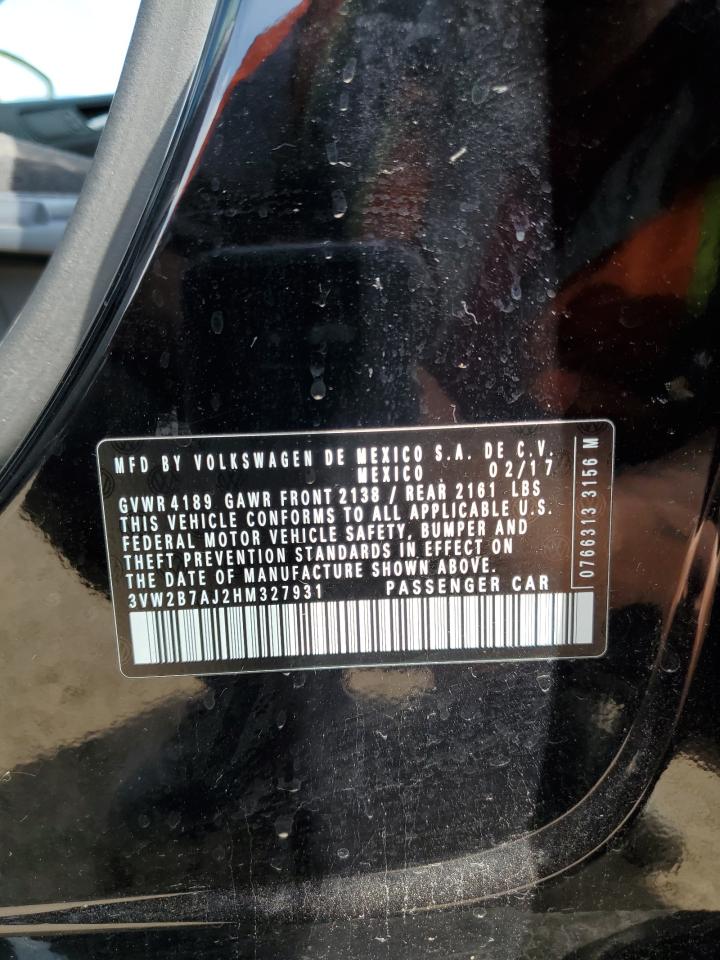 MFD BY VOLKSWAGEN DE MEXICO S.A. DE C.V.
MEXICO 02/17
GVWR 4189 GAWR FRONT 2138 / REAR 2161 LBS
THIS VEHICLE CONFORMS TO ALL APPLICABLE U.S.
FEDERAL MOTOR VEHICLE SAFETY, BUMPER AND
THEFT PREVENTION STANDARDS IN EFFECT ON
THE DATE OF MANUFACTURE SHOWN ABOVE.
3VW2B7AJ2HM327931 PASSENGER CAR
0766313 3156 M